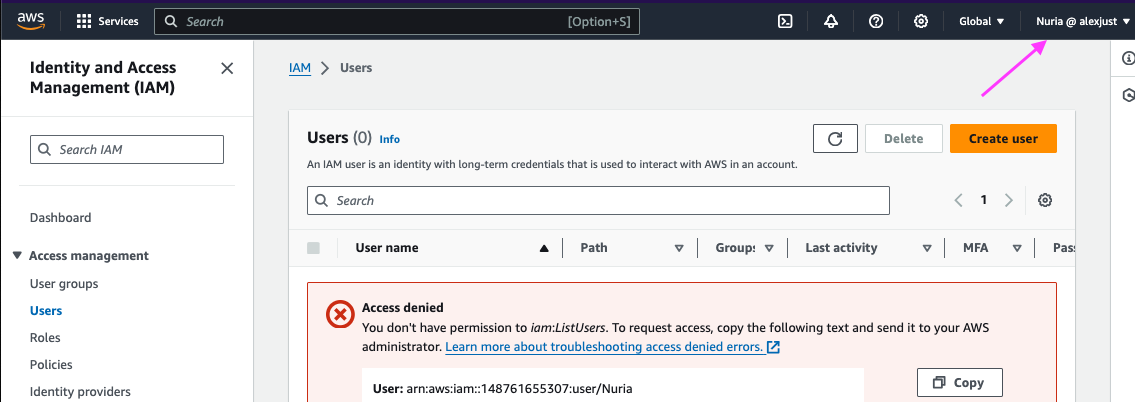 aws
Services
Search
[Option+S]
Global
Nuria @ alexjust
Identity and Access
Management (IAM)
Search IAM
Dashboard
Access management
User groups
Users
Roles
Policies
Identity providers
IAM > Users
Users (0) Info
Delete
Create user
An IAM user is an identity with long-term credentials that is used to interact with AWS in an account.
Search
1
User name
Path
Groups
Last activity
MFA
Access denied
You don't have permission to iam:ListUsers. To request access, copy the following text and send it to your AWS
administrator. Learn more about troubleshooting access denied errors.
User: arn:aws:iam::148761655307:user/Nuria
Copy